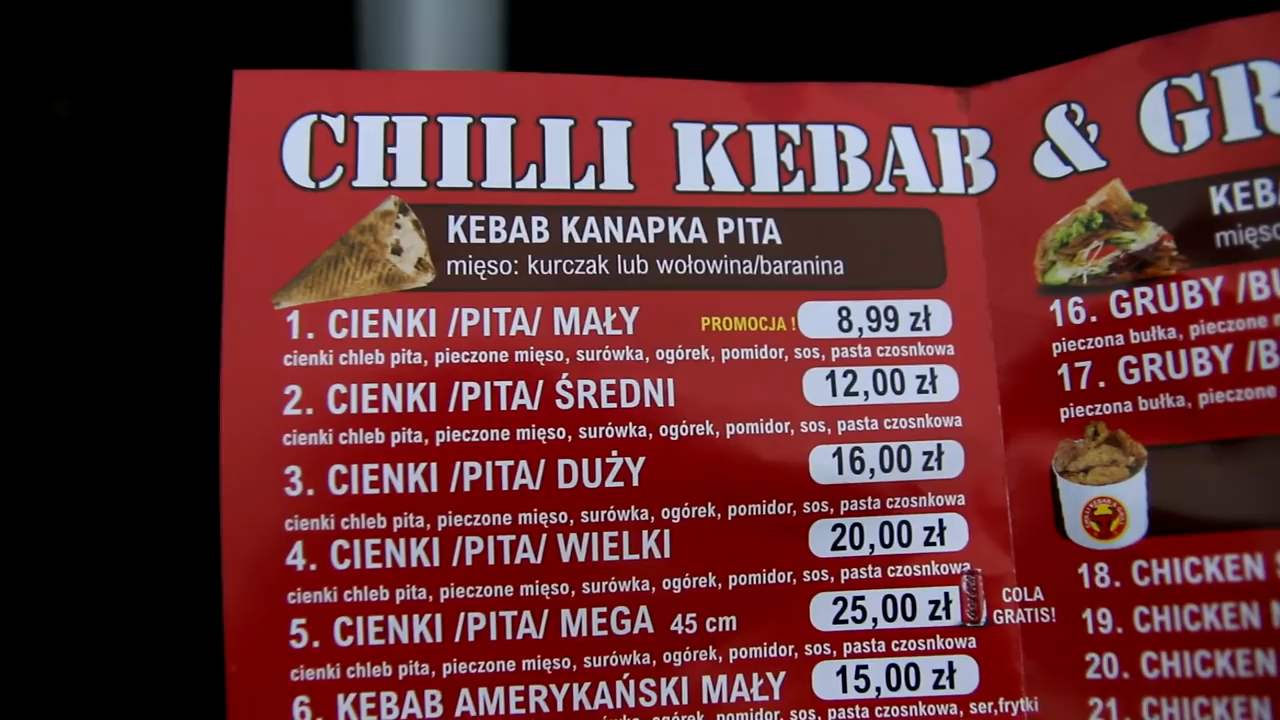 CHILLI KEBAB & GR
KEBAB KANAPKA PITA
mięso: kurczak lub wołowina/baranina
1. CIENKI /PITA/ MAŁY PROMOCJA ! 8,99 zł
cienki chleb pita, pieczone mięso, surówka, ogórek, pomidor, sos, pasta czosnkowa
2. CIENKI /PITA/ ŚREDNI 12,00 zł
cienki chleb pita, pieczone mięso, surówka, ogórek, pomidor, sos, pasta czosnkowa
3. CIENKI /PITA/ DUŻY 16,00 zł
cienki chleb pita, pieczone mięso, surówka, ogórek, pomidor, sos, pasta czosnkowa
4. CIENKI /PITA/ WIELKI 20,00 zł
cienki chleb pita, pieczone mięso, surówka, ogórek, pomidor, sos, pasta czosnkowa
5. CIENKI /PITA/ MEGA 45 cm 25,00 zł
COLA
GRATIS!
cienki chleb pita, pieczone mięso, surówka, ogórek, pomidor, sos, pasta czosnkowa
6. KEBAB AMERYKAŃSKI MAŁY 15,00 zł
ogórek, pomidor, sos, pasta czosnkowa, ser,frytki
KEBA
mięso
16. GRUBY /BU
pieczona bułka, pieczone
17. GRUBY /B
pieczona bułka, pieczone
18. CHICKEN
19. CHICKEN
20. CHICKEN
21. CHICKEN